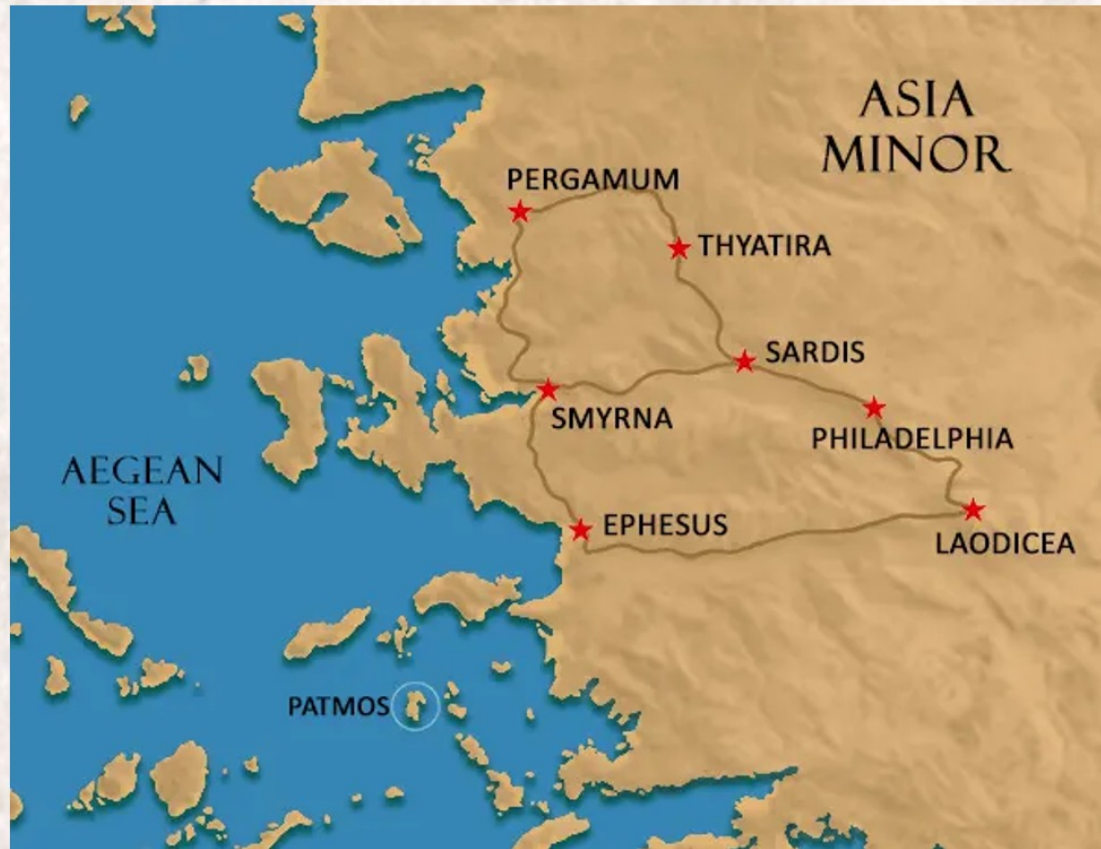 ASIA
MINOR
PERGAMUM
THYATIRA
SARDIS
SMYRNA
PHILADELPHIA
AEGEAN
SEA
EPHESUS
LAODICEA
PATMOS